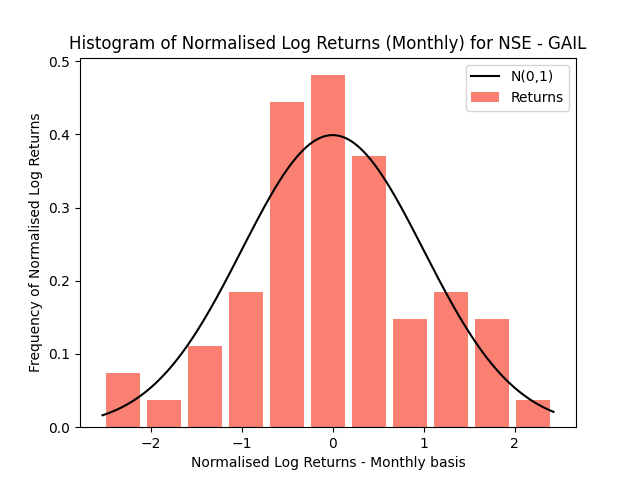 Histogram of Normalised Log Returns (Monthly) for NSE - GAIL
N(0,1)
Returns
Frequency of Normalised Log Returns
0.5
0.4
0.3
0.2
0.1
0.0
−2
−1
0
1
2
Normalised Log Returns - Monthly basis